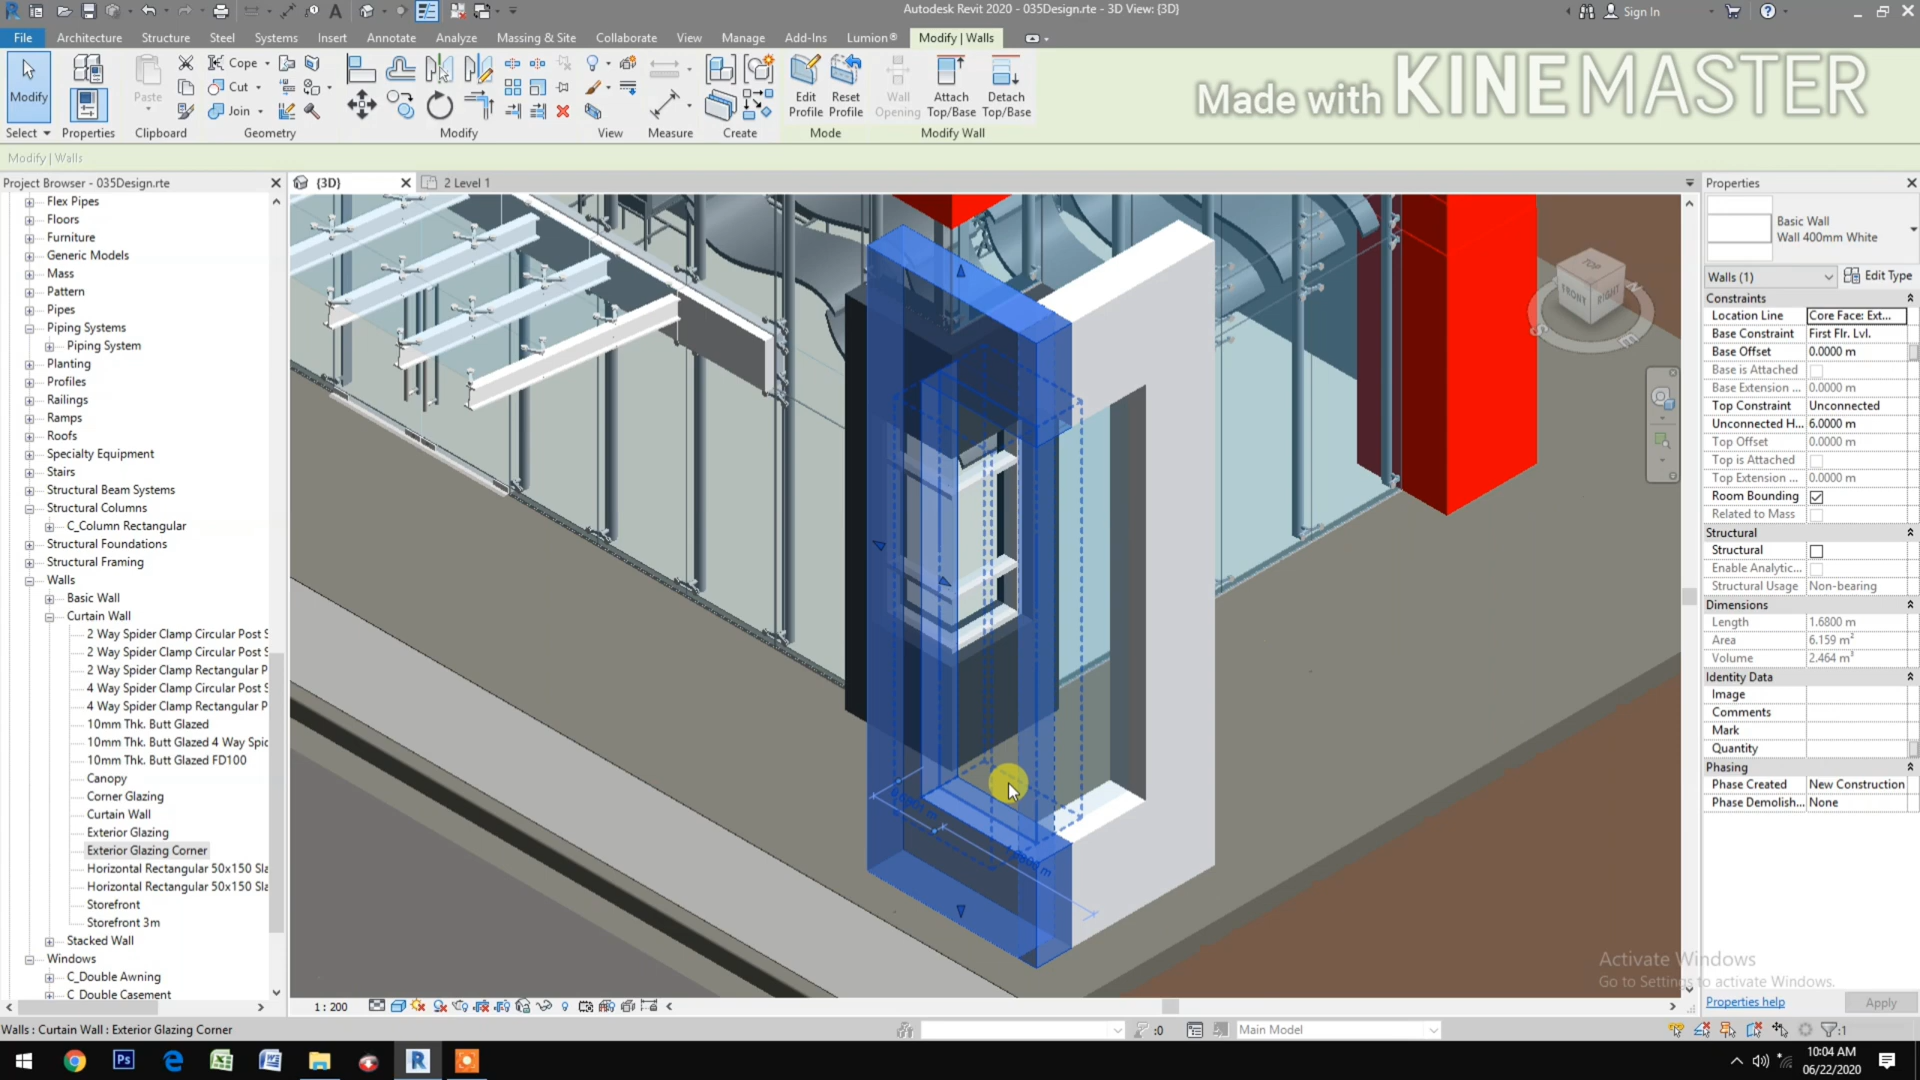 Autodesk Revit 2020 - 035Design.rte - 3D View: {3D}
Sign In
File
Architecture
Structure
Steel
Systems
Insert
Annotate
Analyze
Massing & Site
Collaborate
View
Manage
Add-Ins
Lumion®
Modify | Walls
Made with KINEMASTER
Modify
Paste
Cope
Cut
Join
Edit Profile
Reset Profile
Wall Opening
Attach Top/Base
Detach Top/Base
Select
Properties
Clipboard
Geometry
Modify
View
Measure
Create
Mode
Modify Wall
Modify | Walls
Project Browser - 035Design.rte
{3D}
2 Level 1
Flex Pipes
Floors
Furniture
Generic Models
Mass
Pattern
Pipes
Piping Systems
Piping System
Planting
Profiles
Railings
Ramps
Roofs
Specialty Equipment
Stairs
Structural Beam Systems
Structural Columns
C_Column Rectangular
Structural Foundations
Structural Framing
Walls
Basic Wall
Curtain Wall
2 Way Spider Clamp Circular Post S
2 Way Spider Clamp Circular Post S
2 Way Spider Clamp Rectangular P
4 Way Spider Clamp Circular Post S
4 Way Spider Clamp Rectangular P
10mm Thk. Butt Glazed
10mm Thk. Butt Glazed 4 Way Spic
10mm Thk. Butt Glazed FD100
Canopy
Corner Glazing
Curtain Wall
Exterior Glazing
Exterior Glazing Corner
Horizontal Rectangular 50x150 Sla
Horizontal Rectangular 50x150 Sla
Storefront
Storefront 3m
Stacked Wall
Windows
C_Double Awning
C_Double Casement
TOP
FRONT
RIGHT
Properties
Basic Wall
Wall 400mm White
Walls (1)
Edit Type
Constraints
Location Line Core Face: Ext...
Base Constraint First Flr. Lvl.
Base Offset 0.0000 m
Base is Attached
Base Extension ... 0.0000 m
Top Constraint Unconnected
Unconnected H... 6.0000 m
Top Offset 0.0000 m
Top is Attached
Top Extension ... 0.0000 m
Room Bounding
Related to Mass
Structural
Structural
Enable Analytic...
Structural Usage Non-bearing
Dimensions
Length 1.6800 m
Area 6.159 m²
Volume 2.464 m³
Identity Data
Image
Comments
Mark
Quantity
Phasing
Phase Created New Construction
Phase Demolish... None
Activate Windows
Go to Settings to activate Windows.
Properties help
Apply
1 : 200
Walls : Curtain Wall : Exterior Glazing Corner
:0
Main Model
:1
10:04 AM
06/22/2020